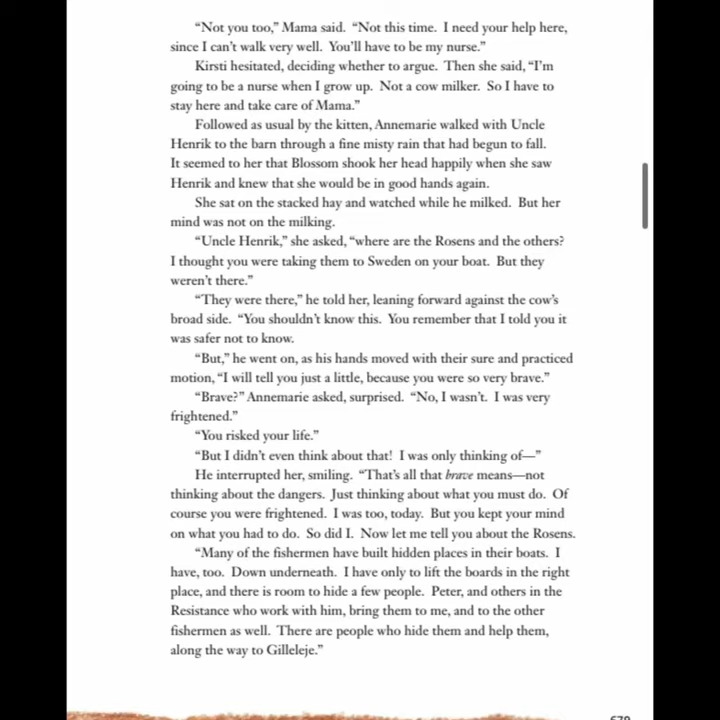 “Not you too,” Mama said. “Not this time. I need your help here,
since I can’t walk very well. You’ll have to be my nurse.”
Kirsti hesitated, deciding whether to argue. Then she said, “I’m
going to be a nurse when I grow up. Not a cow milker. So I have to
stay here and take care of Mama.”
Followed as usual by the kitten, Annemarie walked with Uncle
Henrik to the barn through a fine misty rain that had begun to fall.
It seemed to her that Blossom shook her head happily when she saw
Henrik and knew that she would be in good hands again.
She sat on the stacked hay and watched while he milked. But her
mind was not on the milking.
“Uncle Henrik,” she asked, “where are the Rosens and the others?
I thought you were taking them to Sweden on your boat. But they
weren’t there.”
“They were there,” he told her, leaning forward against the cow’s
broad side. “You shouldn’t know this. You remember that I told you it
was safer not to know.
“But,” he went on, as his hands moved with their sure and practiced
motion, “I will tell you just a little, because you were so very brave.”
“Brave?” Annemarie asked, surprised. “No, I wasn’t. I was very
frightened.”
“You risked your life.”
“But I didn’t even think about that! I was only thinking of—”
He interrupted her, smiling. “That’s all that brave means—not
thinking about the dangers. Just thinking about what you must do. Of
course you were frightened. I was too, today. But you kept your mind
on what you had to do. So did I. Now let me tell you about the Rosens.
“Many of the fishermen have built hidden places in their boats. I
have, too. Down underneath. I have only to lift the boards in the right
place, and there is room to hide a few people. Peter, and others in the
Resistance who work with him, bring them to me, and to the other
fishermen as well. There are people who hide them and help them,
along the way to Gilleleje.”